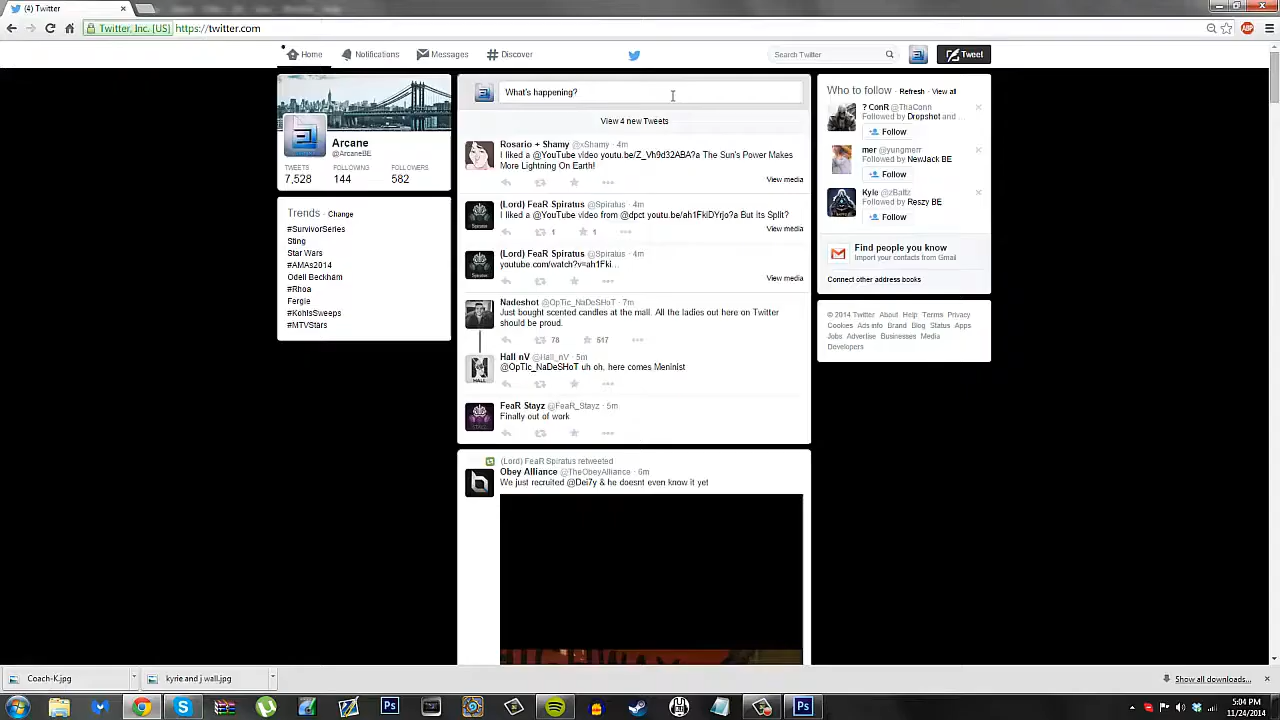 (4) Twitter
Twitter, Inc. [US] https://twitter.com
Home Notifications Messages # Discover Search Twitter Tweet
Arcane
@ArcaneBE
TWEETS FOLLOWING FOLLOWERS
7,528 144 582
Trends · Change
#SurvivorSeries
Sting
Star Wars
#AMAs2014
Odell Beckham
#Rhoa
Fergie
#KohlsSweeps
#MTVStars
What's happening?
View 4 new Tweets
Rosario + Shamy @xShamy · 4m
I liked a @YouTube video youtu.be/Z_Vh9d32ABA?a The Sun's Power Makes
More Lightning On Earth!
View media
(Lord) FeaR Spiratus @Spiratus · 4m
I liked a @YouTube video from @dpct youtu.be/ah1FkiDYrjo?a But its Split?
1 1 View media
(Lord) FeaR Spiratus @Spiratus · 4m
youtube com/watch?v=ah1Fki...
View media
Nadeshot @OpTic_NaDeSHoT · 7m
Just bought scented candles at the mall. All the ladies out here on Twitter
should be proud.
78 517
Hall nV @Hall_nV · 5m
@OpTic_NaDeSHoT uh oh, here comes Meninist
FeaR Stayz @FeaR_Stayz · 5m
Finally out of work
(Lord) FeaR Spiratus retweeted
Obey Alliance @TheObeyAlliance · 6m
We just recruited @Dei7y & he doesnt even know it yet
Who to follow · Refresh · View all
? ConR @ThaConn
Followed by Dropshot and ...
Follow
mer @yungmerr
Followed by NewJack BE
Follow
Kyle @zBaltz
Followed by Reszy BE
Follow
Find people you know
Import your contacts from Gmail
Connect other address books
© 2014 Twitter About Help Terms Privacy
Cookies Ads info Brand Blog Status Apps
Jobs Advertise Businesses Media
Developers
Coach-K.jpg
kyrie and j wall.jpg
Show all downloads...
5:04 PM
11/24/2014